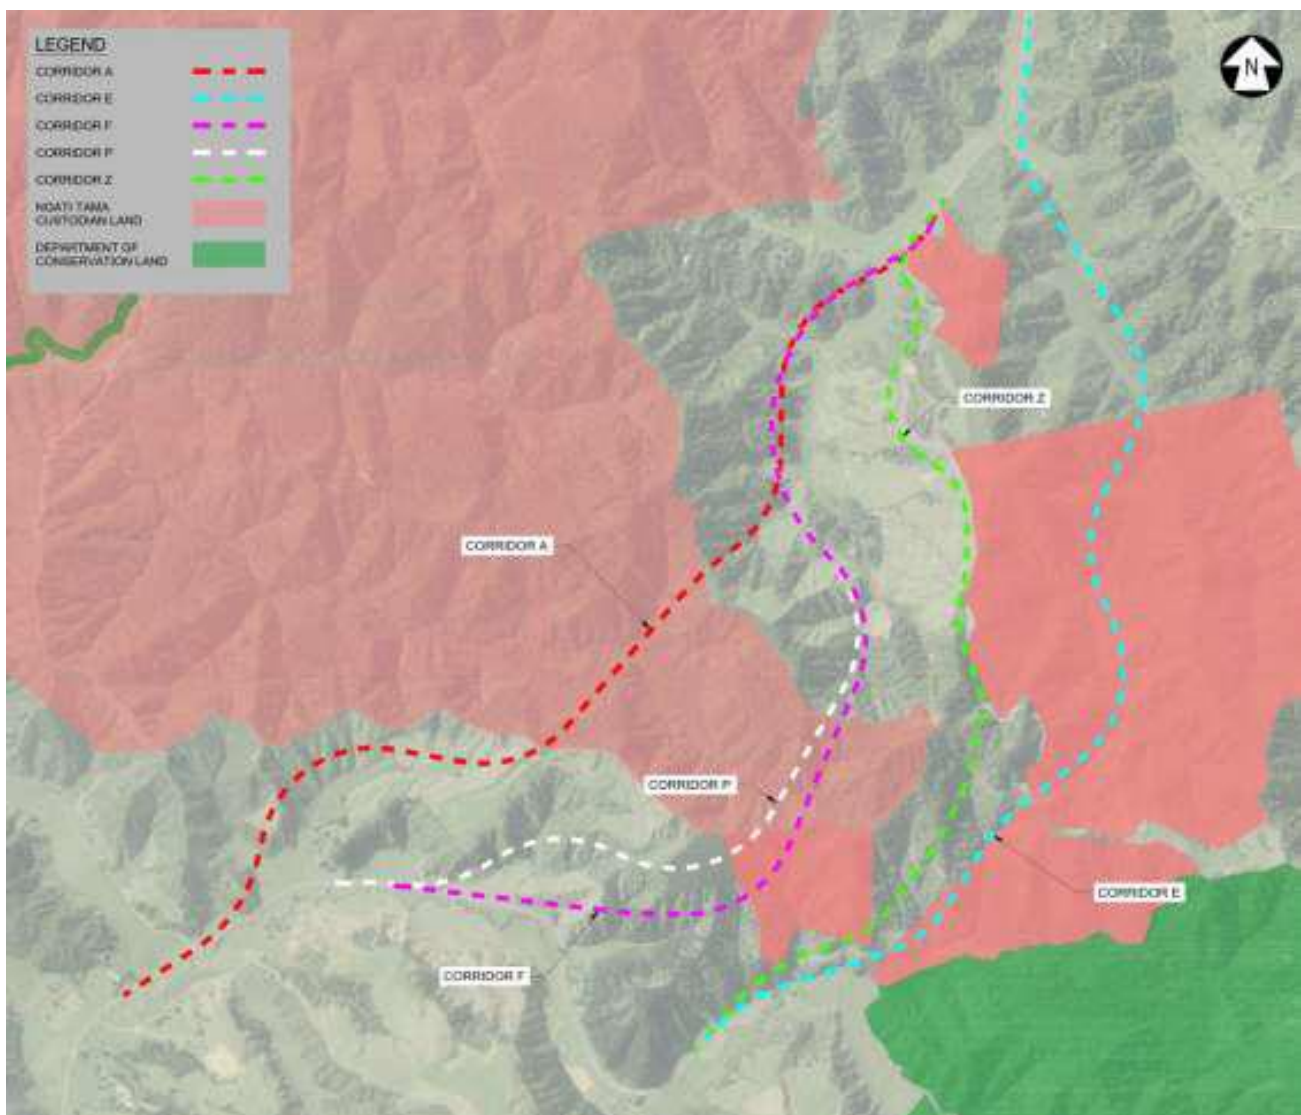 LEGEND
CORRIDOR A
CORRIDOR E
CORRIDOR F
CORRIDOR P
CORRIDOR Z
NGATI TAMA
CUSTODIAN LAND
DEPARTMENT OF
CONSERVATION LAND
N
CORRIDOR Z
CORRIDOR A
CORRIDOR P
CORRIDOR E
CORRIDOR F